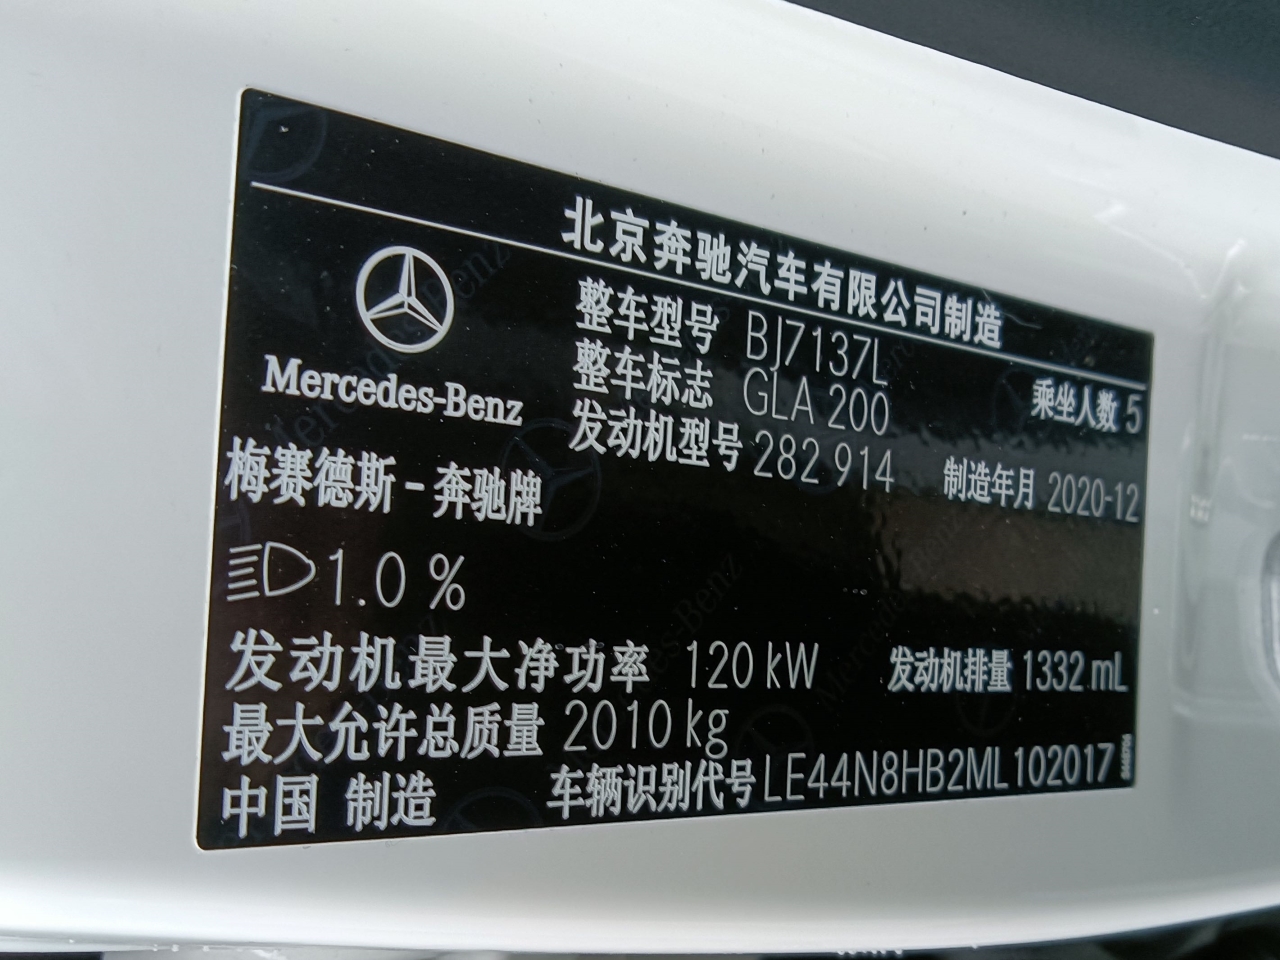 北京奔驰汽车有限公司制造
整车型号 BJ7137L
整车标志 GLA 200 乘坐人数 5
发动机型号 282 914 制造年月 2020-12
Mercedes-Benz
梅赛德斯-奔驰牌
1.0 %
发动机最大净功率 120 kW 发动机排量 1332 mL
最大允许总质量 2010 kg
中国 制造 车辆识别代号 LE44N8HB2ML102017